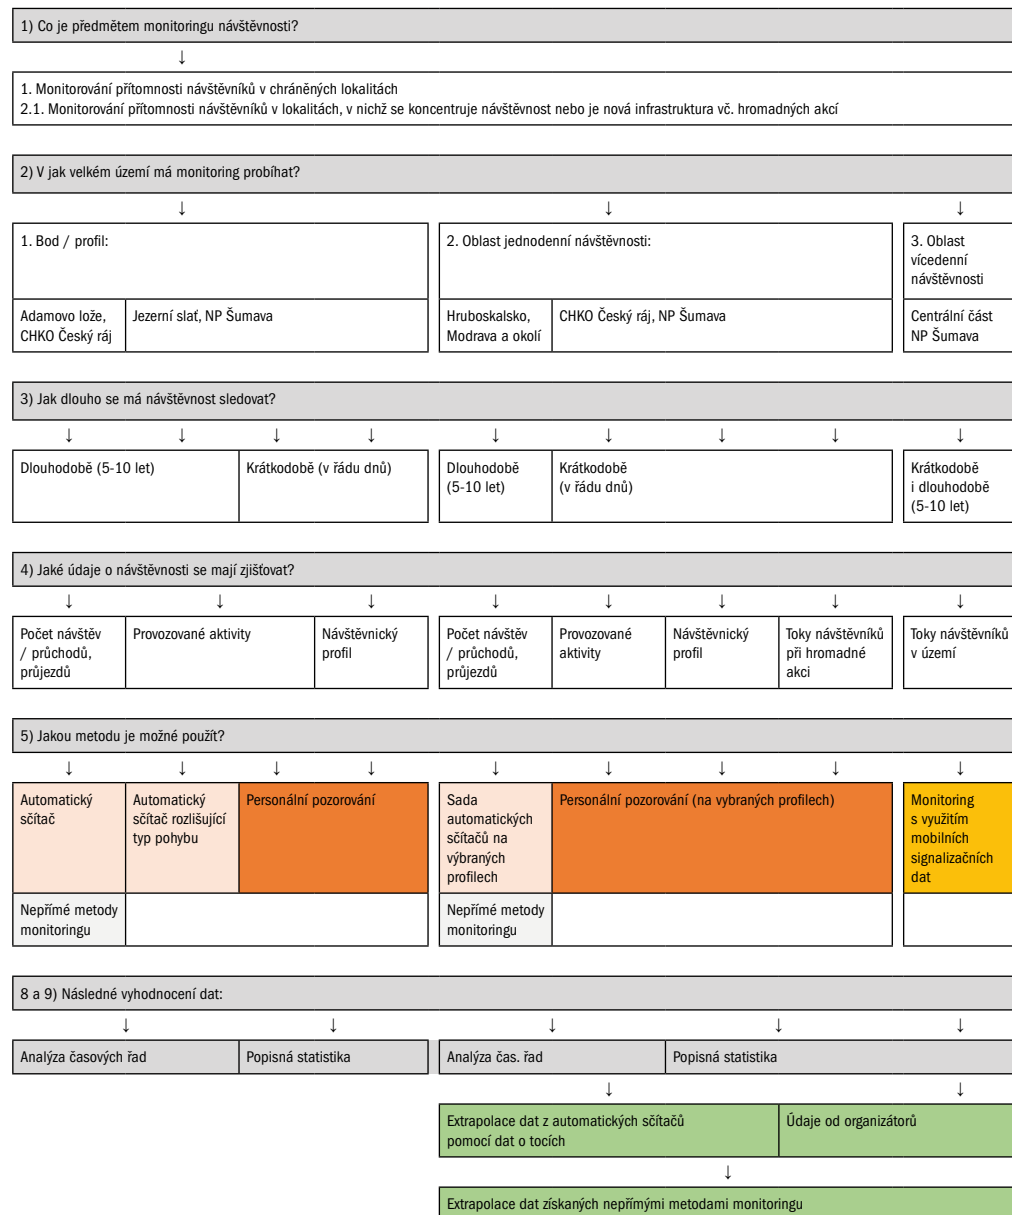 1) Co je předmětem monitoringu návštěvnosti?
↓
1. Monitorování přítomnosti návštěvníků v chráněných lokalitách
2.1. Monitorování přítomnosti návštěvníků v lokalitách, v nichž se koncentruje návštěvnost nebo je nová infrastruktura vč. hromadných akcí
2) V jak velkém území má monitoring probíhat?
↓ ↓ ↓
1. Bod / profil:
2. Oblast jednodenní návštěvnosti:
3. Oblast
vícedenní
návštěvnosti
Adamovo lože,
CHKO Český ráj
Jezerní slať, NP Šumava
Hruboskalsko,
Modrava a okolí
CHKO Český ráj, NP Šumava
Centrální část
NP Šumava
3) Jak dlouho se má návštěvnost sledovat?
↓ ↓ ↓ ↓ ↓ ↓ ↓ ↓ ↓
Dlouhodobě (5-10 let)
Krátkodobě (v řádu dnů)
Dlouhodobě
(5-10 let)
Krátkodobě
(v řádu dnů)
Krátkodobě
i dlouhodobě
(5-10 let)
4) Jaké údaje o návštěvnosti se mají zjišťovat?
↓ ↓ ↓ ↓ ↓ ↓ ↓ ↓
Počet návštěv
/ průchodů,
průjezdů
Provozované aktivity
Návštěvnický
profil
Počet návštěv
/ průchodů,
průjezdů
Provozované
aktivity
Návštěvnický
profil
Toky návštěvníků
při hromadné
akci
Toky návštěvníků
v území
5) Jakou metodu je možné použít?
↓ ↓ ↓ ↓ ↓ ↓ ↓ ↓ ↓
Automatický
sčítač
Automatický
sčítač rozlišující
typ pohybu
Personální pozorování
Sada
automatických
sčítačů na
výbraných
profilech
Personální pozorování (na vybraných profilech)
Monitoring
s využitím
mobilních
signalizačních
dat
Nepřímé metody
monitoringu
Nepřímé metody
monitoringu
8 a 9) Následné vyhodnocení dat:
↓ ↓ ↓ ↓ ↓
Analýza časových řad
Popisná statistika
Analýza čas. řad
Popisná statistika
↓ ↓
Extrapolace dat z automatických sčítačů
pomocí dat o tocích
Údaje od organizátorů
↓
Extrapolace dat získaných nepřímými metodami monitoringu